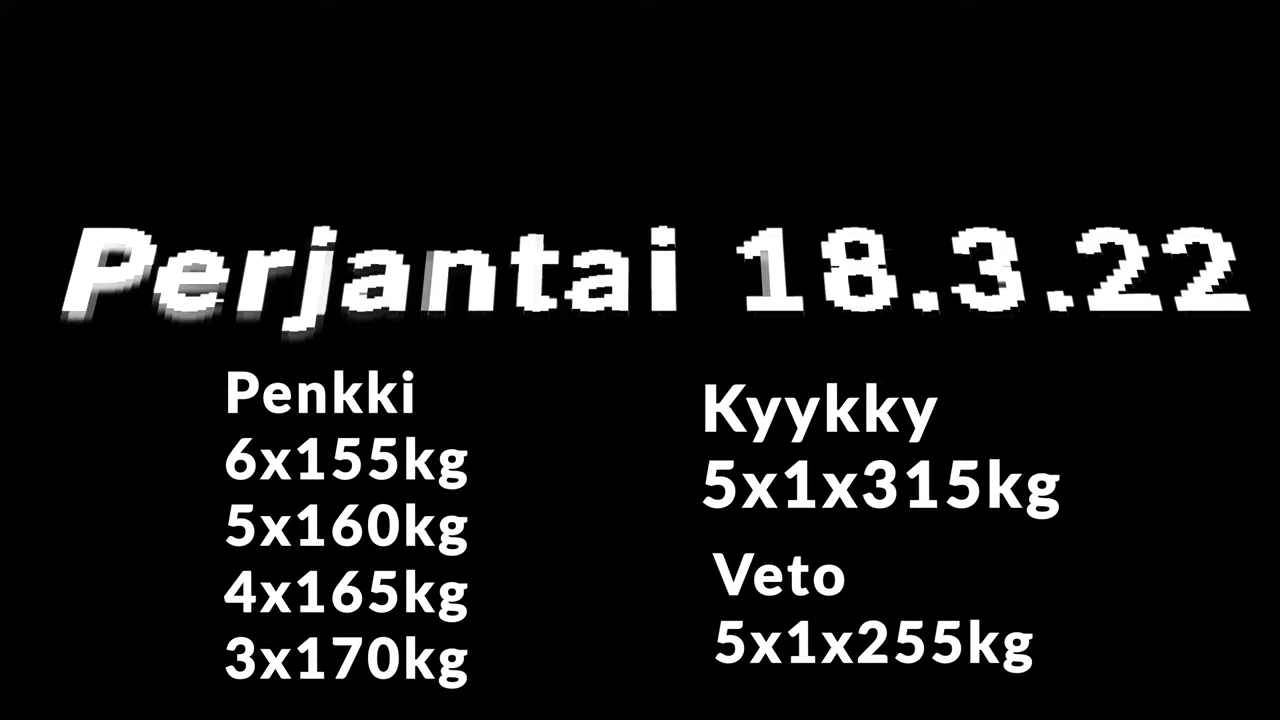 Perjantai 18.3.22
Penkki
6x155kg
5x160kg
4x165kg
3x170kg
Kyykky
5x1x315kg
Veto
5x1x255kg